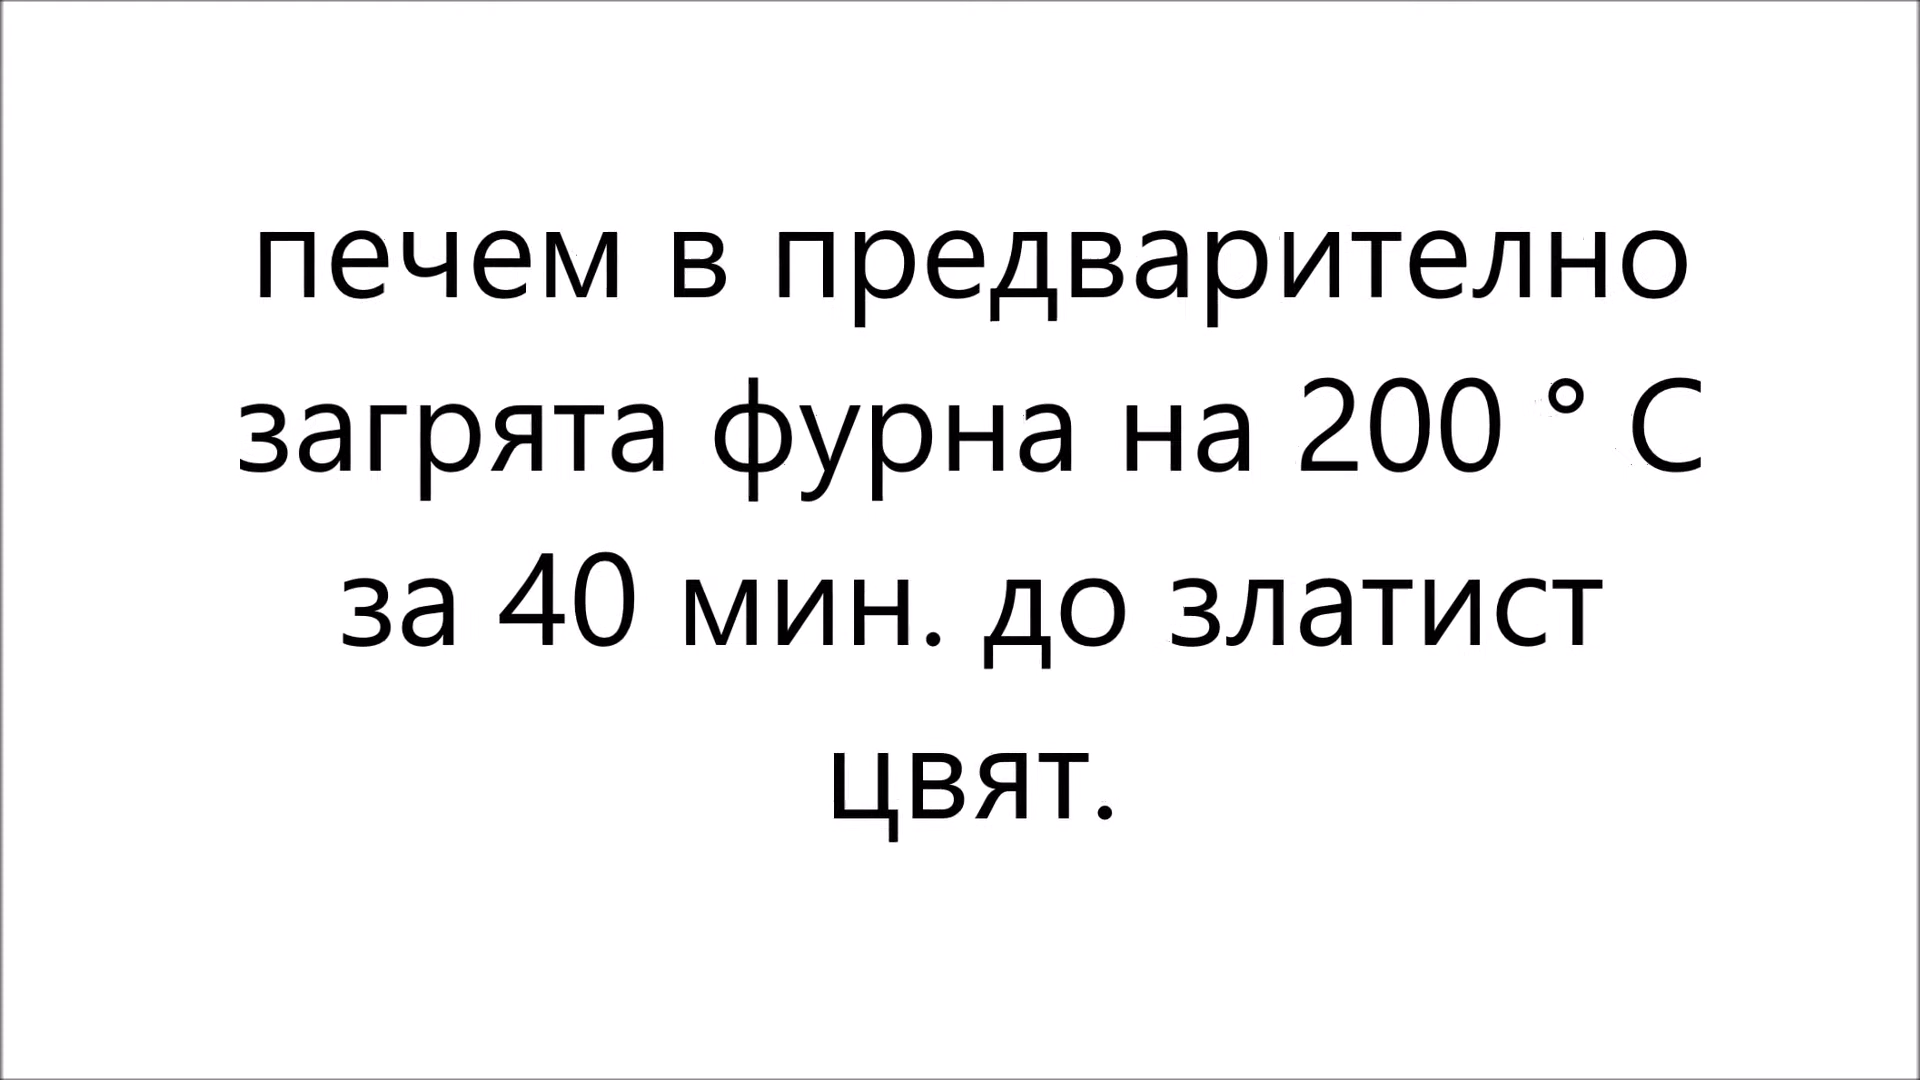 печем в предварително
загрята фурна на 200 ° C
за 40 мин. до златист
цвят.